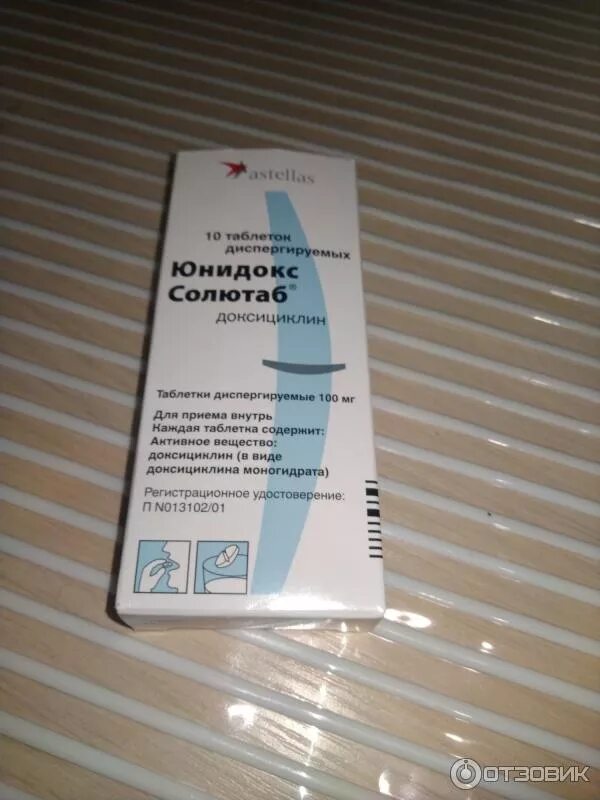 astellas
10 таблеток
диспергируемых
Юнидокс
Солютаб®
доксициклин
Таблетки диспергируемые 100 мг
Для приема внутрь
Каждая таблетка содержит:
Активное вещество:
доксициклин (в виде
доксициклина моногидрата)
Регистрационное удостоверение:
П N013102/01
ОТЗОВИК